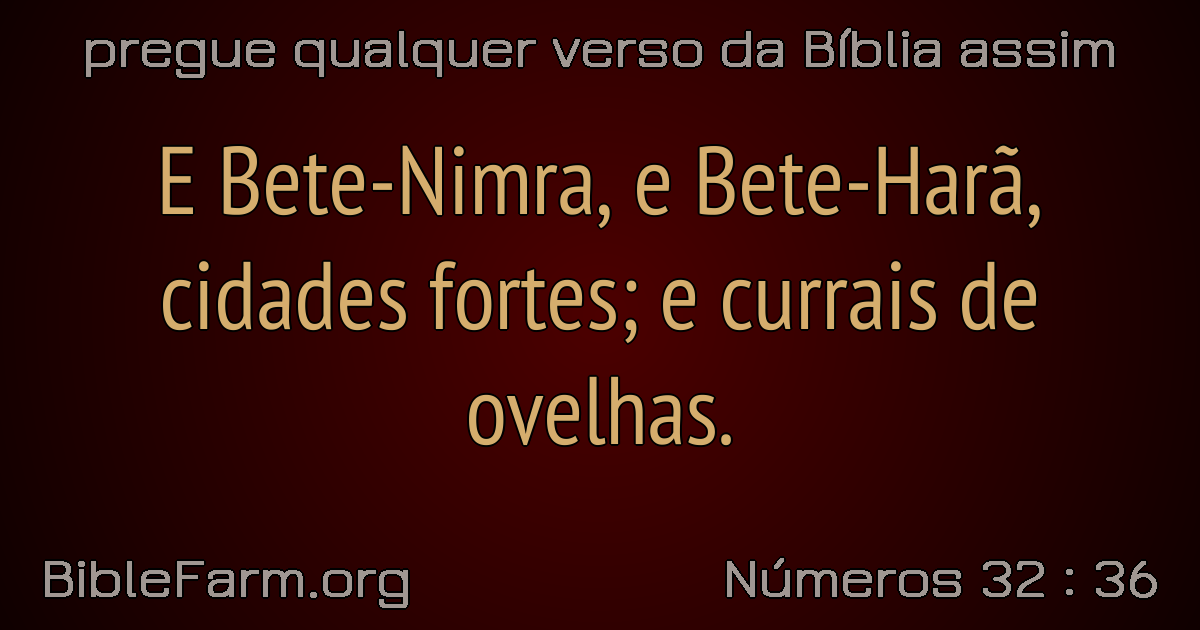 pregue qualquer verso da Bíblia assim
E Bete-Nimra, e Bete-Harã,
cidades fortes; e currais de
ovelhas.
BibleFarm.org
Números 32 : 36